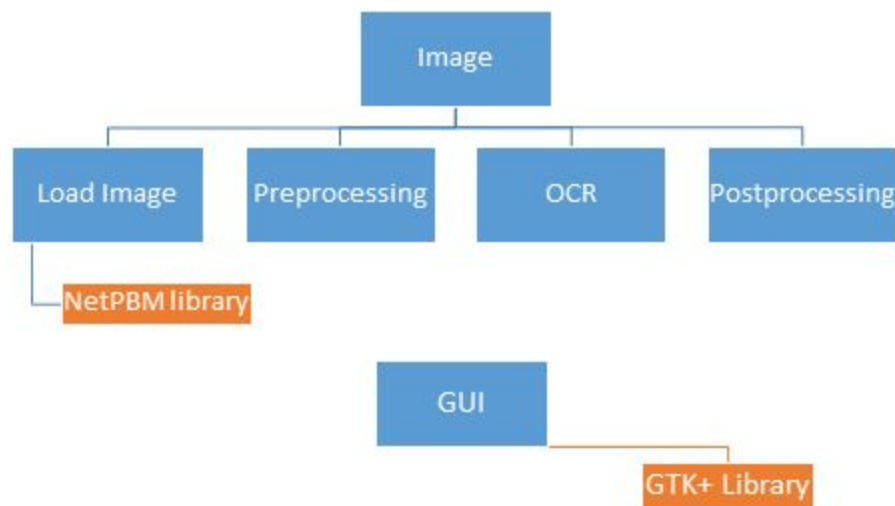 Image
Load Image
Preprocessing
OCR
Postprocessing
NetPBM library
GUI
GTK+ Library